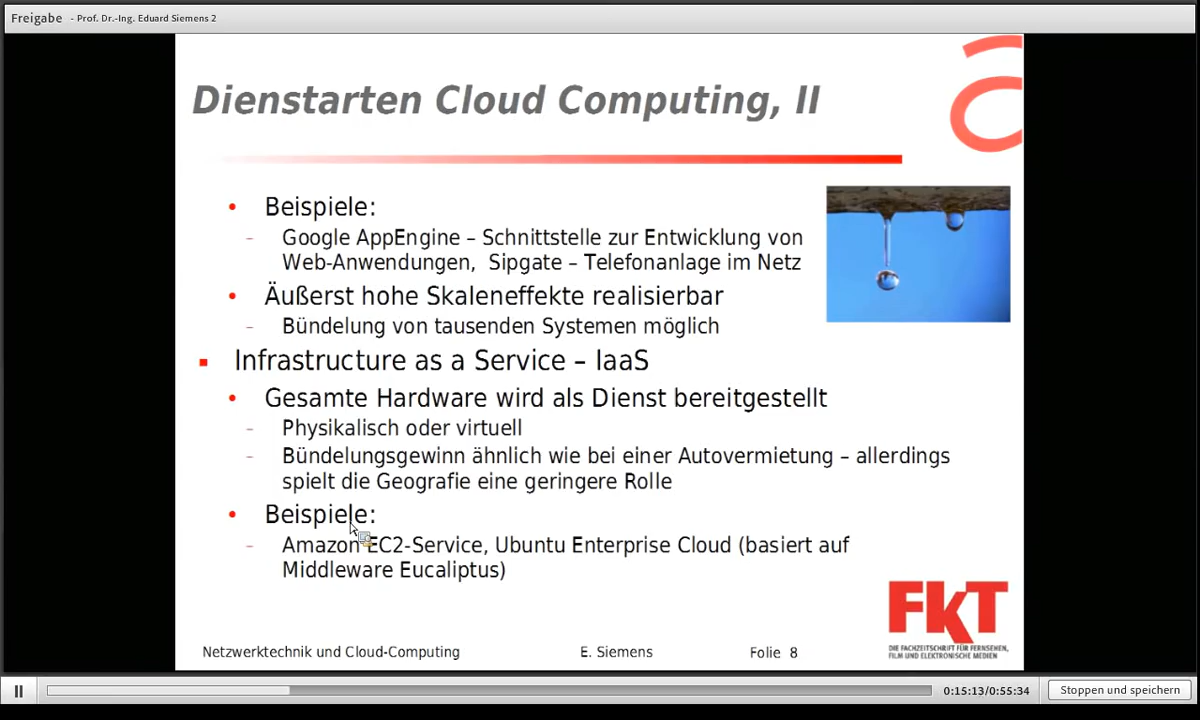 Freigabe - Prof. Dr.-Ing. Eduard Siemens 2
Dienstarten Cloud Computing, II
• Beispiele:
– Google AppEngine – Schnittstelle zur Entwicklung von
Web-Anwendungen, Sipgate – Telefonanlage im Netz
• Äußerst hohe Skaleneffekte realisierbar
– Bündelung von tausenden Systemen möglich
▪ Infrastructure as a Service – IaaS
• Gesamte Hardware wird als Dienst bereitgestellt
– Physikalisch oder virtuell
– Bündelungsgewinn ähnlich wie bei einer Autovermietung – allerdings
spielt die Geografie eine geringere Rolle
• Beispiele:
– Amazon EC2-Service, Ubuntu Enterprise Cloud (basiert auf
Middleware Eucaliptus)
FKT
DIE FACHZEITSCHRIFT FÜR FERNSEHEN,
FILM UND ELEKTRONISCHE MEDIEN
Netzwerktechnik und Cloud-Computing E. Siemens Folie 8
0:15:13/0:55:34 Stoppen und speichern